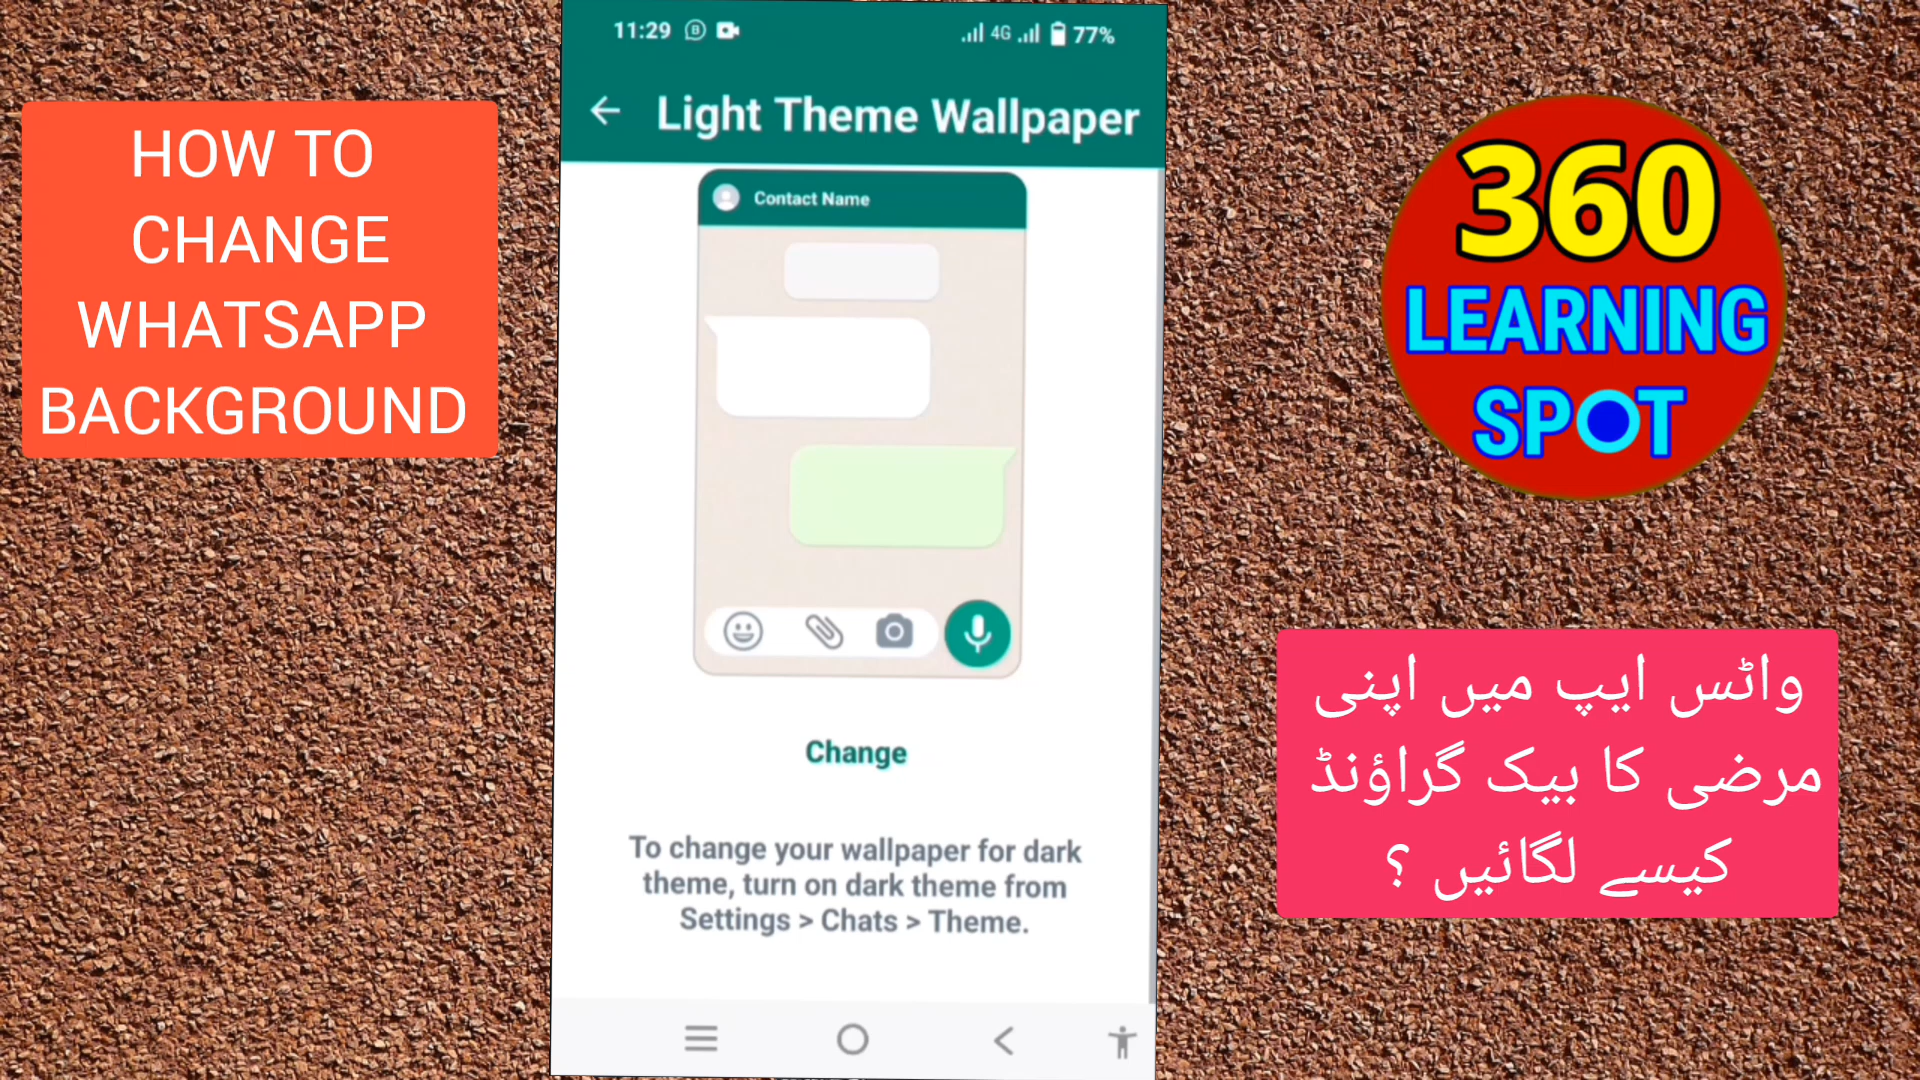 HOW TO
CHANGE
WHATSAPP
BACKGROUND
11:29
4G
77%
Light Theme Wallpaper
Contact Name
Change
To change your wallpaper for dark
theme, turn on dark theme from
Settings > Chats > Theme.
360
LEARNING
SPOT
واٹس ایپ میں اپنی
مرضی کا بیک گراؤنڈ
کیسے لگائیں ؟